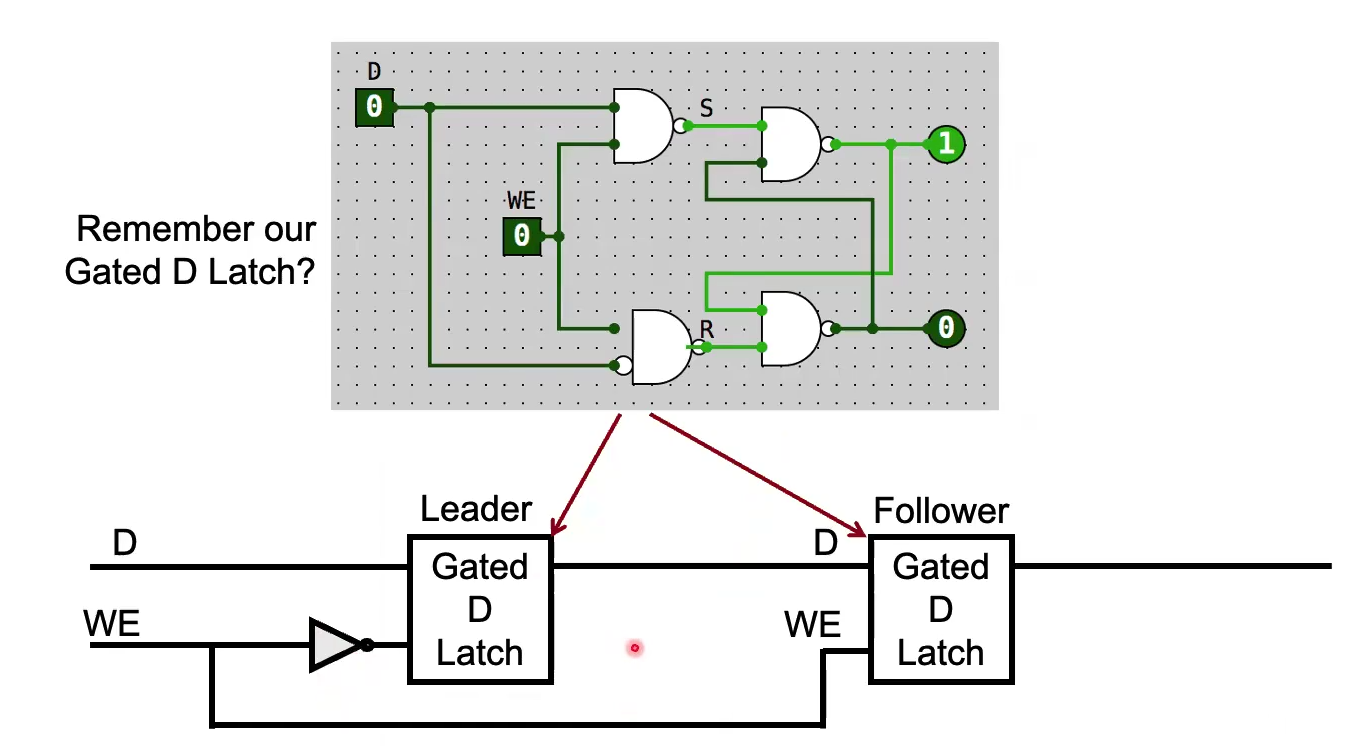 D
0
S
1
WE
0
Remember our
Gated D Latch?
R
0
Leader
Follower
D
D
Gated
D
Latch
Gated
D
Latch
WE
WE